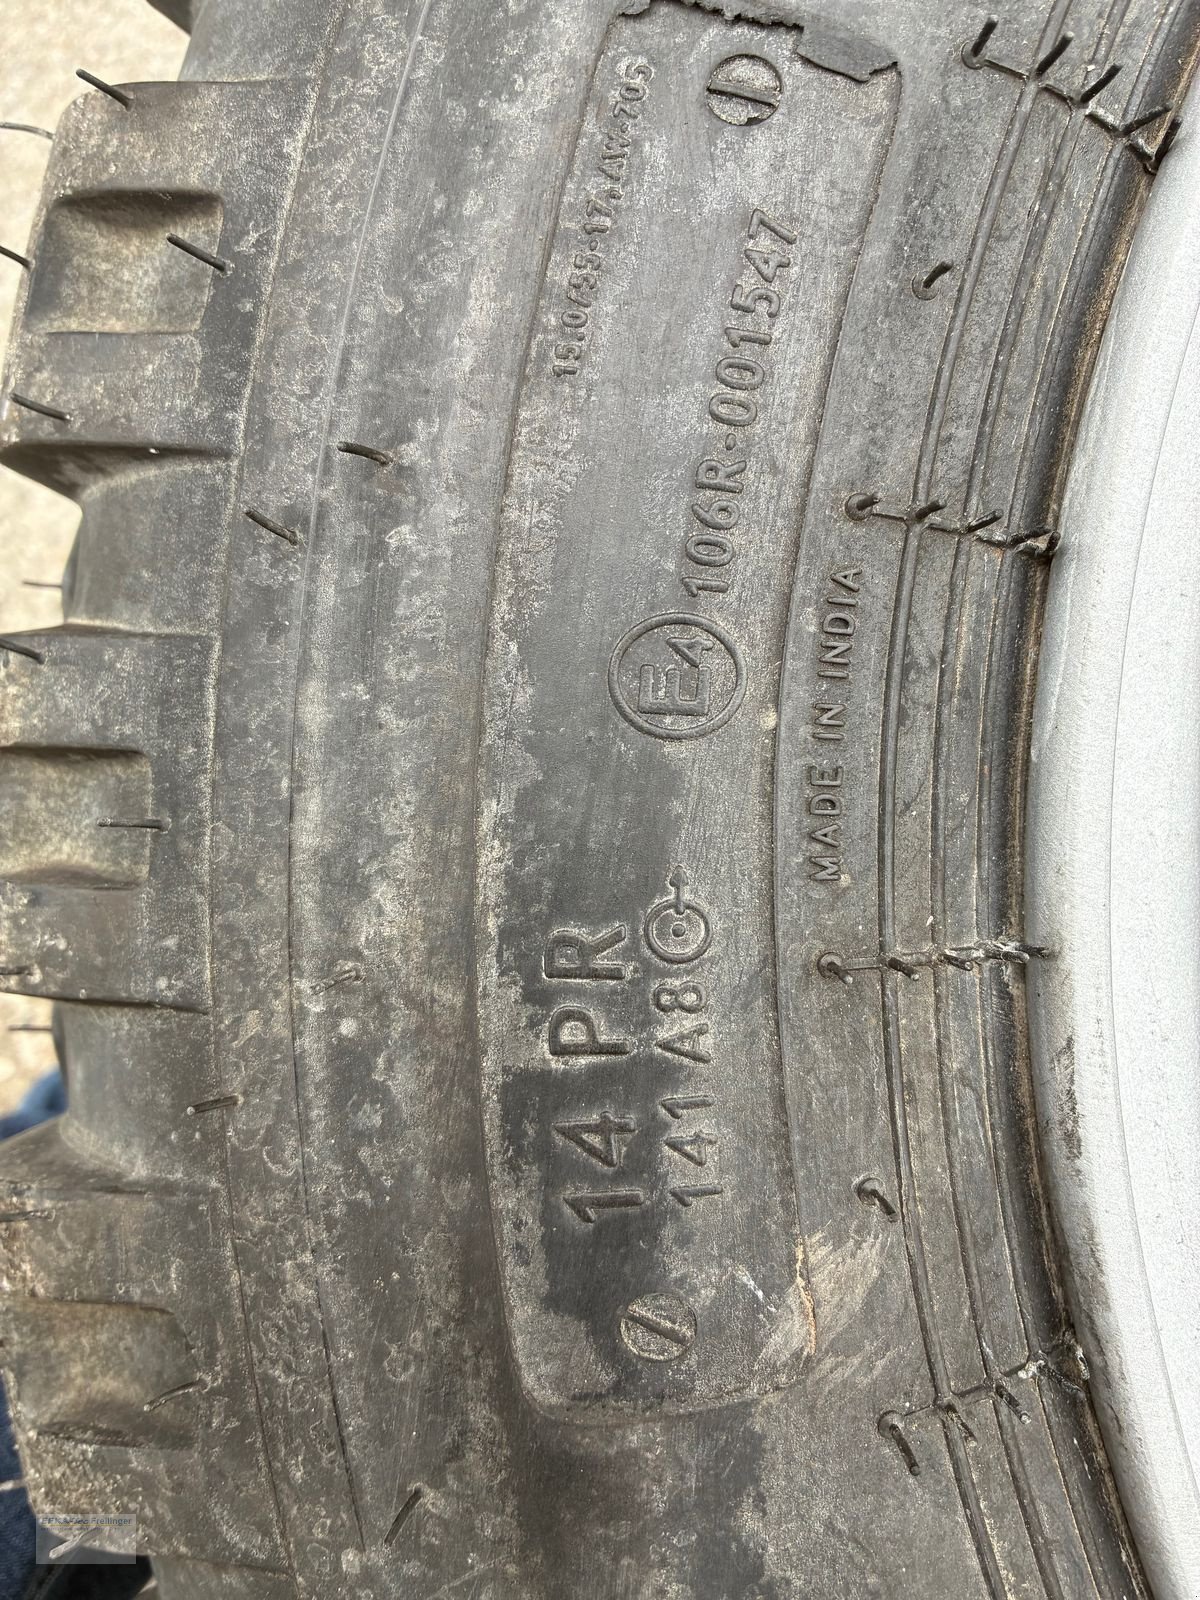 14 PR
141 A8
E4 106R-001547
MADE IN INDIA
15.0/55-17, AW-705